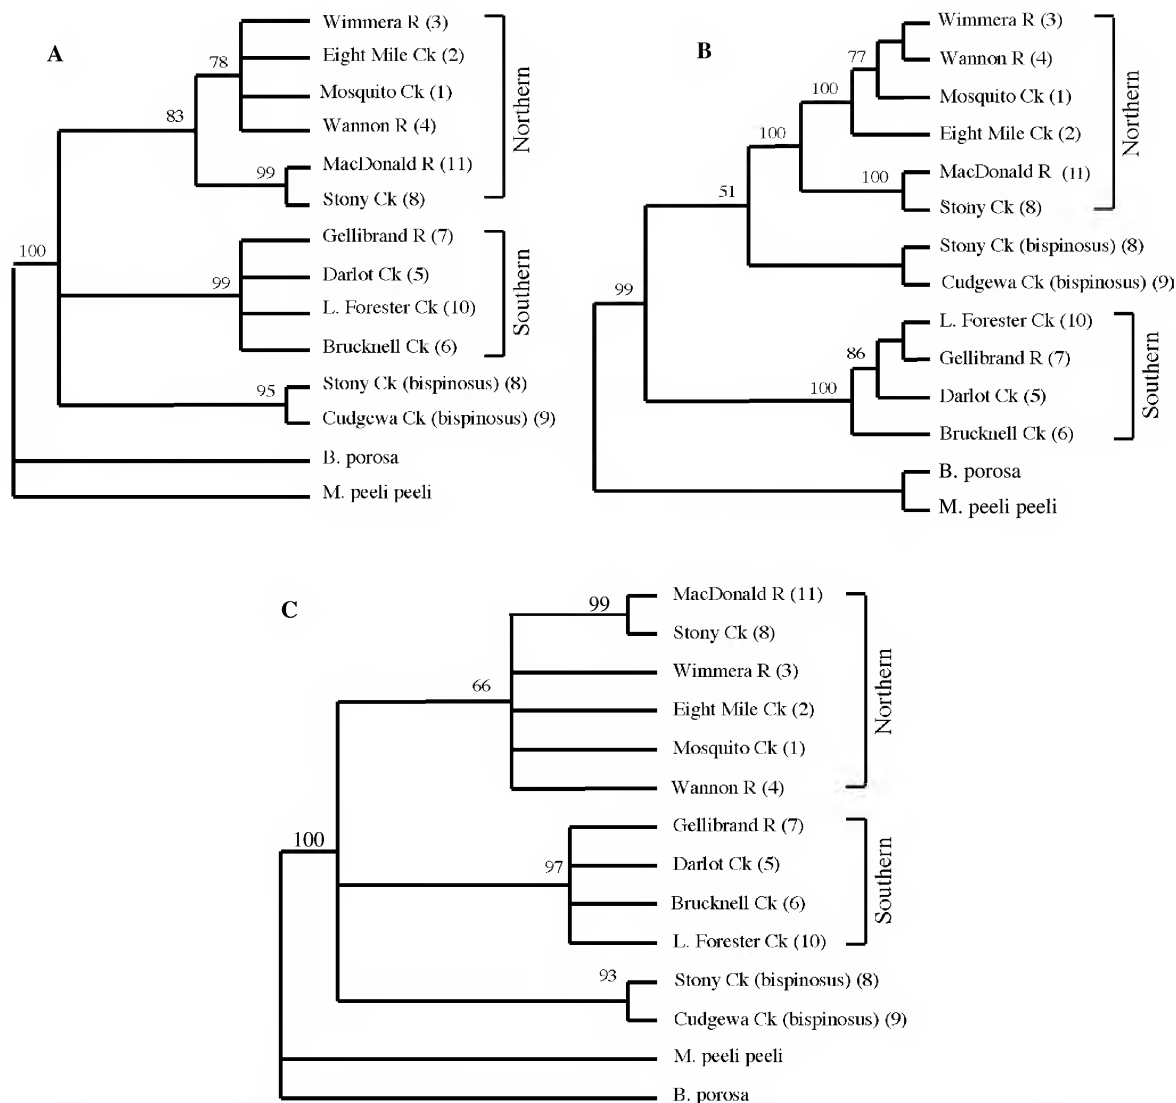 A
Wimmera R (3)
78
Eight Mile Ck (2)
Mosquito Ck (1)
83
Wannon R (4)
MacDonald R (11)
99
Stony Ck (8)
Northern
Gellibrand R (7)
100
Darlot Ck (5)
99
L. Forester Ck (10)
Brucknell Ck (6)
Southern
Stony Ck (bispinosus) (8)
95
Cudgewa Ck (bispinosus) (9)
B. porosa
M. peeli peeli
B
Wimmera R (3)
77
Wannon R (4)
100
Mosquito Ck (1)
100
Eight Mile Ck (2)
MacDonald R (11)
100
Stony Ck (8)
Northern
51
Stony Ck (bispinosus) (8)
Cudgewa Ck (bispinosus) (9)
99
L. Forester Ck (10)
86
Gellibrand R (7)
100
Darlot Ck (5)
Brucknell Ck (6)
Southern
B. porosa
M. peeli peeli
C
MacDonald R (11)
99
Stony Ck (8)
66
Wimmera R (3)
Eight Mile Ck (2)
Mosquito Ck (1)
Wannon R (4)
Northern
100
Gellibrand R (7)
97
Darlot Ck (5)
Brucknell Ck (6)
L. Forester Ck (10)
Southern
93
Stony Ck (bispinosus) (8)
Cudgewa Ck (bispinosus) (9)
M. peeli peeli
B. porosa